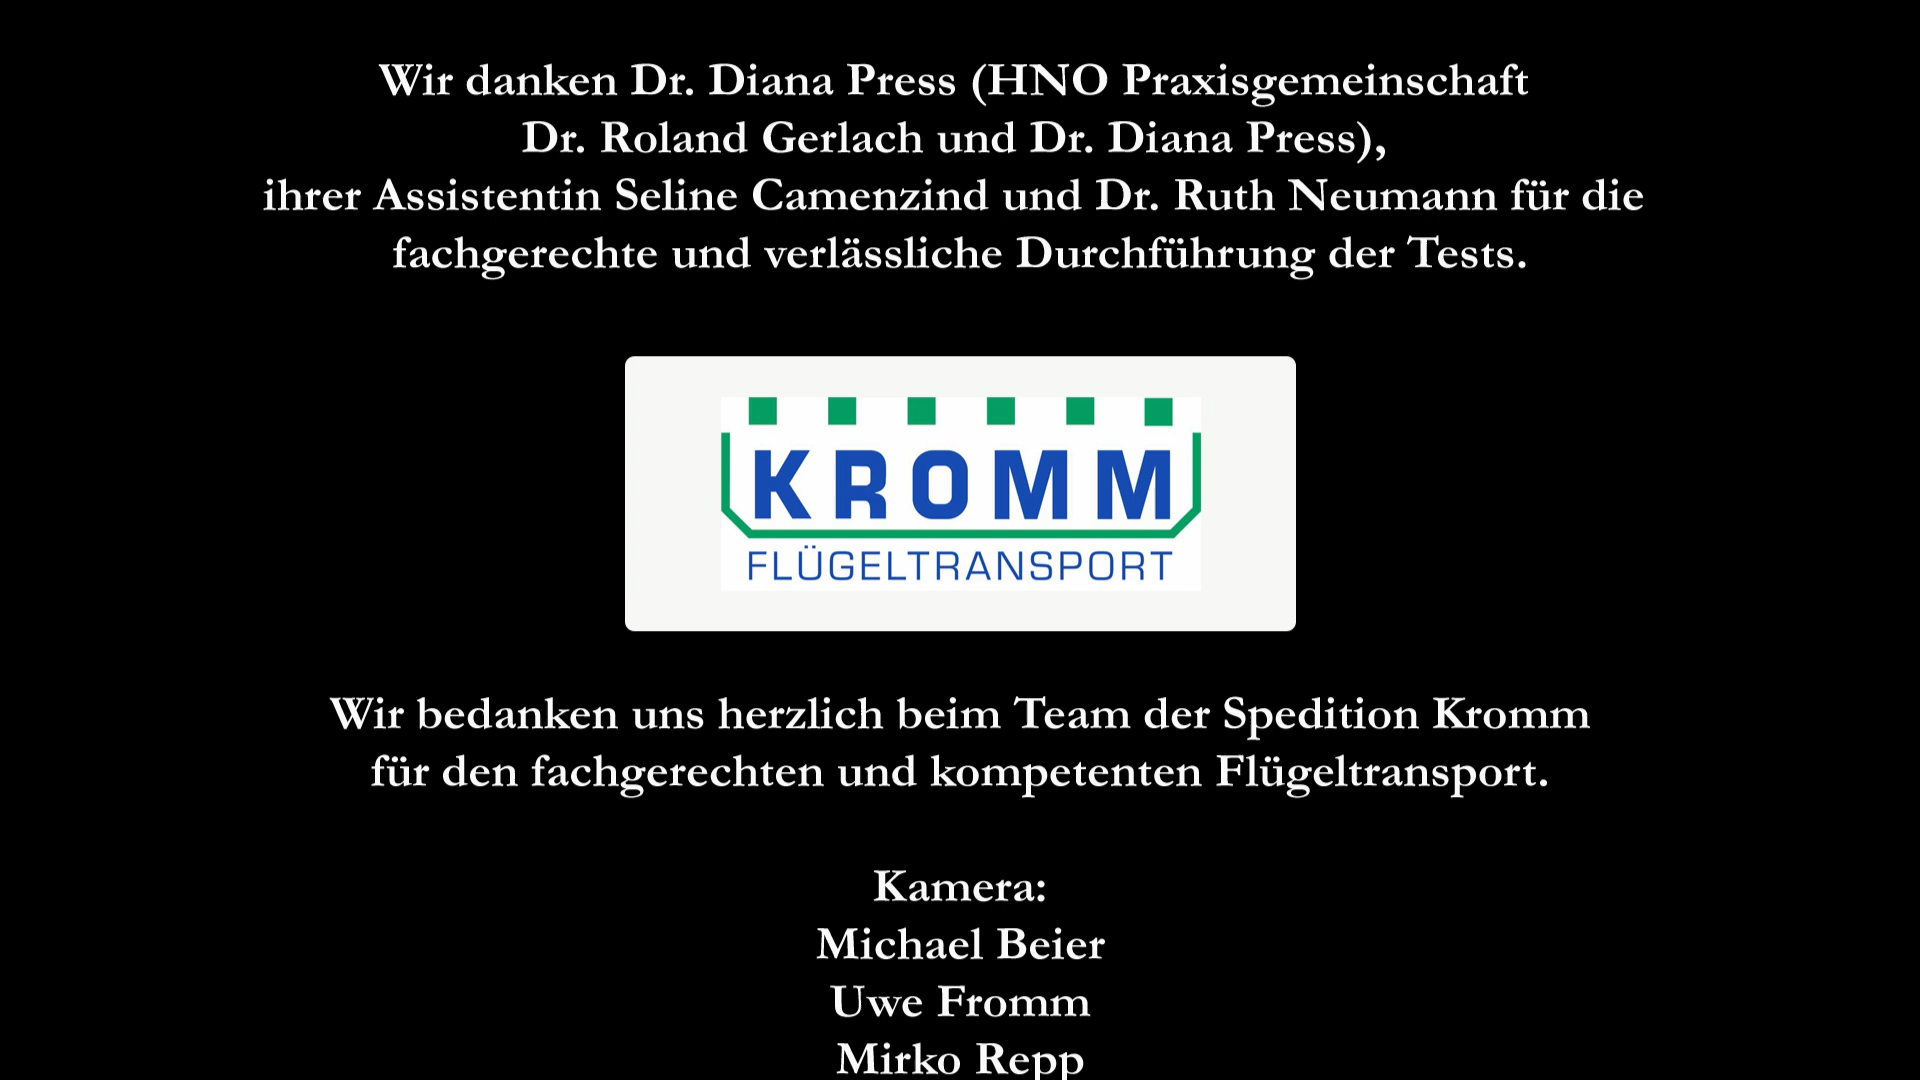 Wir danken Dr. Diana Press (HNO Praxisgemeinschaft
Dr. Roland Gerlach und Dr. Diana Press),
ihrer Assistentin Seline Camenzind und Dr. Ruth Neumann für die
fachgerechte und verlässliche Durchführung der Tests.
KROMM
FLÜGELTRANSPORT
Wir bedanken uns herzlich beim Team der Spedition Kromm
für den fachgerechten und kompetenten Flügeltransport.
Kamera:
Michael Beier
Uwe Fromm
Mirko Repp